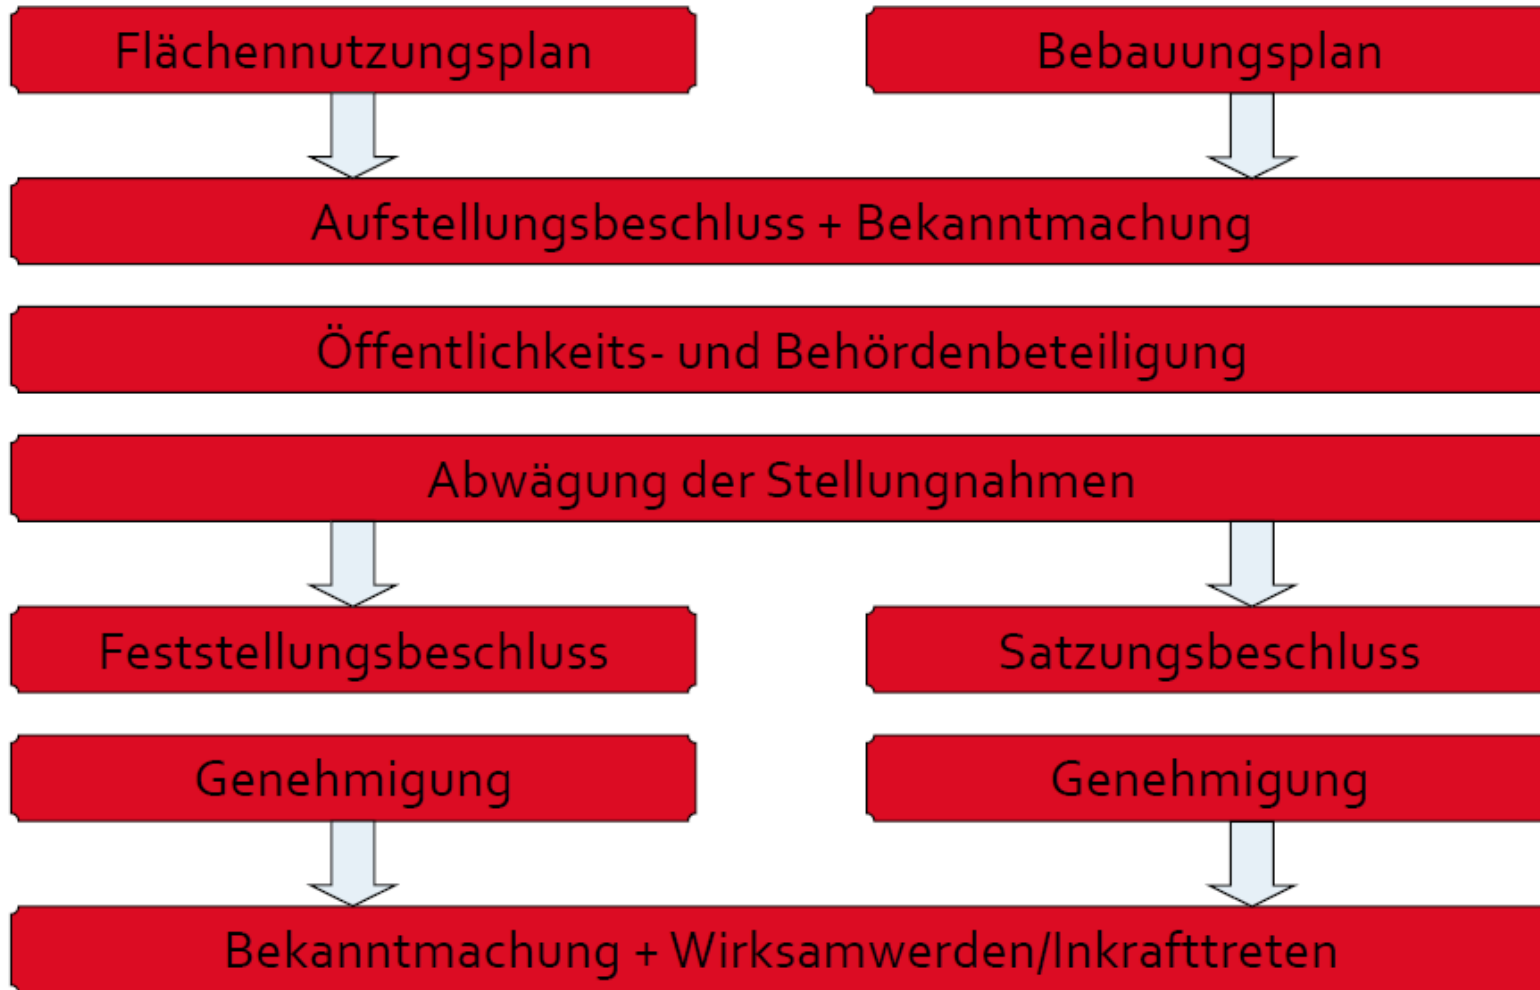 Flächennutzungsplan
Bebauungsplan
Aufstellungsbeschluss + Bekanntmachung
Öffentlichkeits- und Behördenbeteiligung
Abwägung der Stellungnahmen
Feststellungsbeschluss
Satzungsbeschluss
Genehmigung
Genehmigung
Bekanntmachung + Wirksamwerden/Inkrafttreten